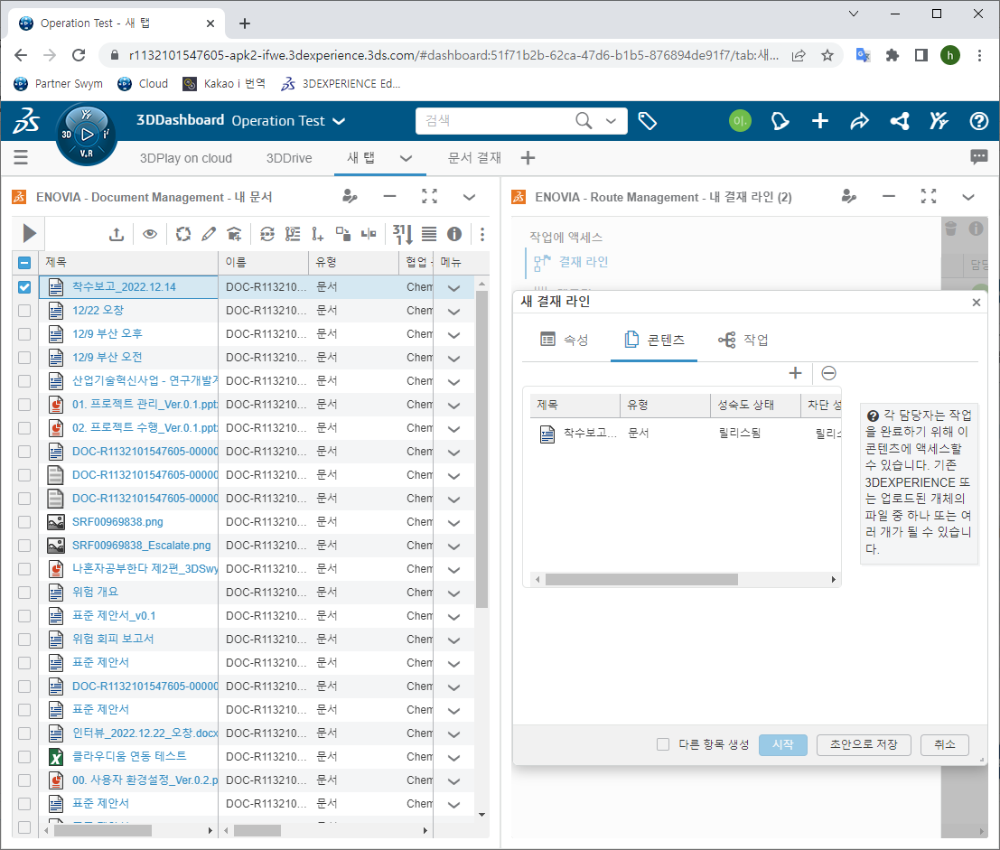 Operation Test - 새 탭
r1132101547605-apk2-ifwe.3dexperience.3ds.com/#dashboard:51f71b2b-62ca-47d6-b1b5-876894de91f7/tab:새...
h
Partner Swym
Cloud
Kakao i 번역
3DEXPERIENCE Ed...
3D
V.R
3DDashboard Operation Test
검색
이.
3DPlay on cloud
3DDrive
새 탭
문서 결재
ENOVIA - Document Management - 내 문서
제목 이름 유형 협업 메뉴
착수보고_2022.12.14 DOC-R113210... 문서 Chem
12/22 오창 DOC-R113210... 문서 Chem
12/9 부산 오후 DOC-R113210... 문서 Chem
12/9 부산 오전 DOC-R113210... 문서 Chem
산업기술혁신사업 - 연구개발 DOC-R113210... 문서 Chem
01. 프로젝트 관리_Ver.0.1.pptx DOC-R113210... 문서 Chem
02. 프로젝트 수행_Ver.0.1.pptx DOC-R113210... 문서 Chem
DOC-R1132101547605-00000 DOC-R113210... 문서 Chem
DOC-R1132101547605-00000 DOC-R113210... 문서 Chem
DOC-R1132101547605-00000 DOC-R113210... 문서 Chem
SRF00969838.png DOC-R113210... 문서 Chem
SRF00969838_Escalate.png DOC-R113210... 문서 Chem
나혼자공부한다 제2편_3DSwy DOC-R113210... 문서 Chem
위험 개요 DOC-R113210... 문서 Chem
표준 제안서_v0.1 DOC-R113210... 문서 Chem
위험 회피 보고서 DOC-R113210... 문서 Chem
표준 제안서 DOC-R113210... 문서 Chem
DOC-R1132101547605-00000 DOC-R113210... 문서 Chem
표준 제안서 DOC-R113210... 문서 Chem
인터뷰_2022.12.22_오창.docx DOC-R113210... 문서 Chem
클라우디움 연동 테스트 DOC-R113210... 문서 Chem
00. 사용자 환경설정_Ver.0.2.p DOC-R113210... 문서 Chem
표준 제안서 DOC-R113210... 문서 Chem
ENOVIA - Route Management - 내 결재 라인 (2)
작업에 액세스
결재 라인
담당
새 결재 라인
속성
콘텐츠
작업
제목 유형 성숙도 상태 차단 성
착수보고... 문서 릴리스됨 릴리스
각 담당자는 작업
을 완료하기 위해 이
콘텐츠에 액세스할
수 있습니다. 기존
3DEXPERIENCE 또
는 업로드된 개체의
파일 중 하나 또는 여
러 개가 될 수 있습니
다.
다른 항목 생성
시작
초안으로 저장
취소